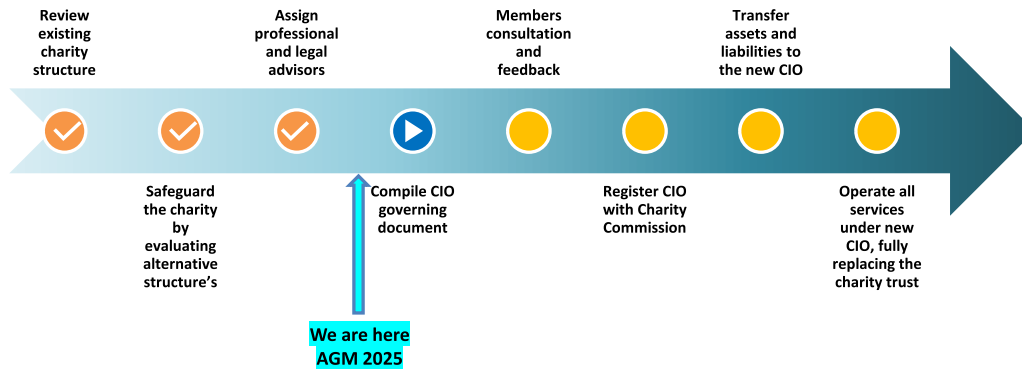 Review
existing
charity
structure
Safeguard
the charity
by
evaluating
alternative
structure’s
Assign
professional
and legal
advisors
Compile CIO
governing
document
Members
consultation
and
feedback
Register CIO
with Charity
Commission
Transfer
assets and
liabilities to
the new CIO
Operate all
services
under new
CIO, fully
replacing the
charity trust
We are here
AGM 2025